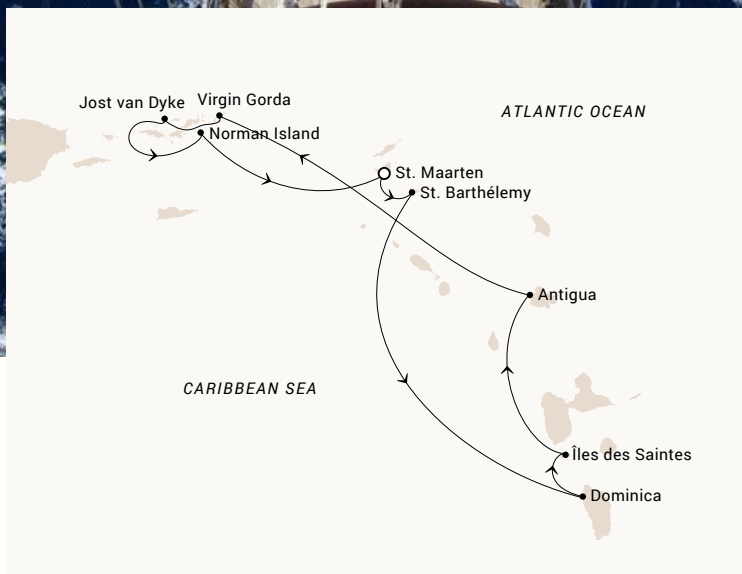 Jost van Dyke
Virgin Gorda
ATLANTIC OCEAN
Norman Island
St. Maarten
St. Barthélemy
Antigua
CARIBBEAN SEA
Îles des Saintes
Dominica